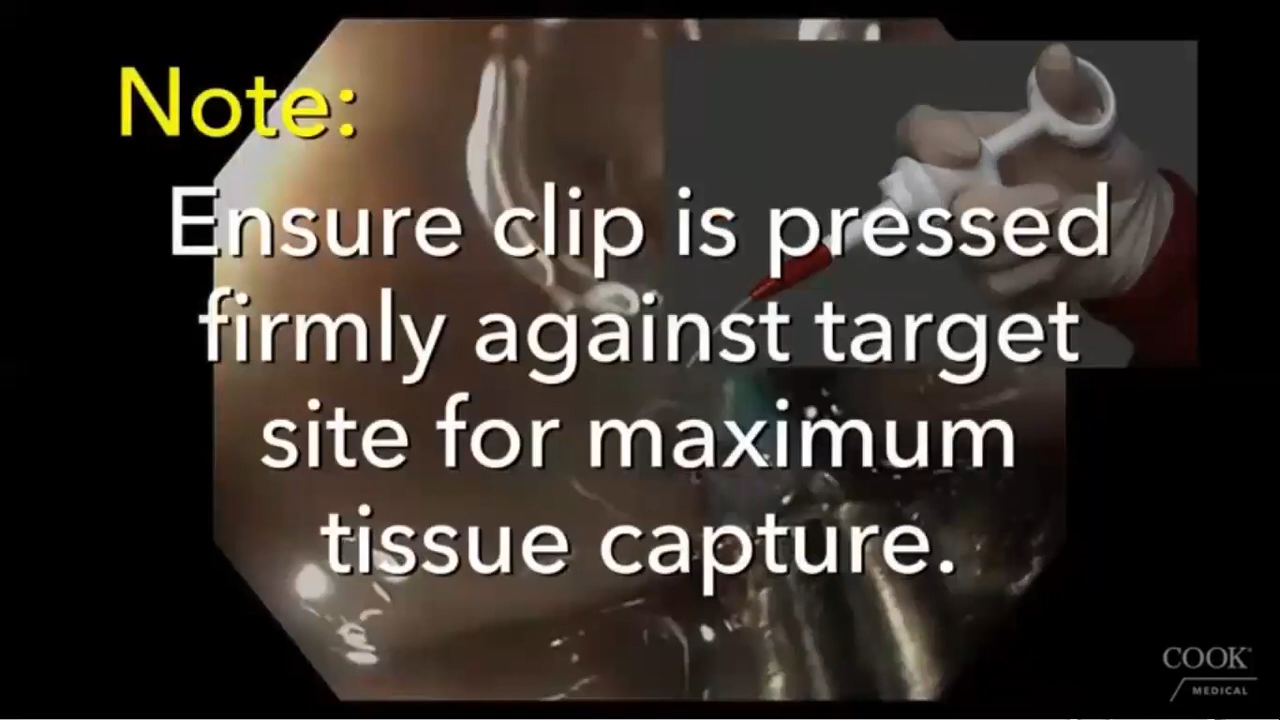 Note:
Ensure clip is pressed
firmly against target
site for maximum
tissue capture.
COOK®
MEDICAL